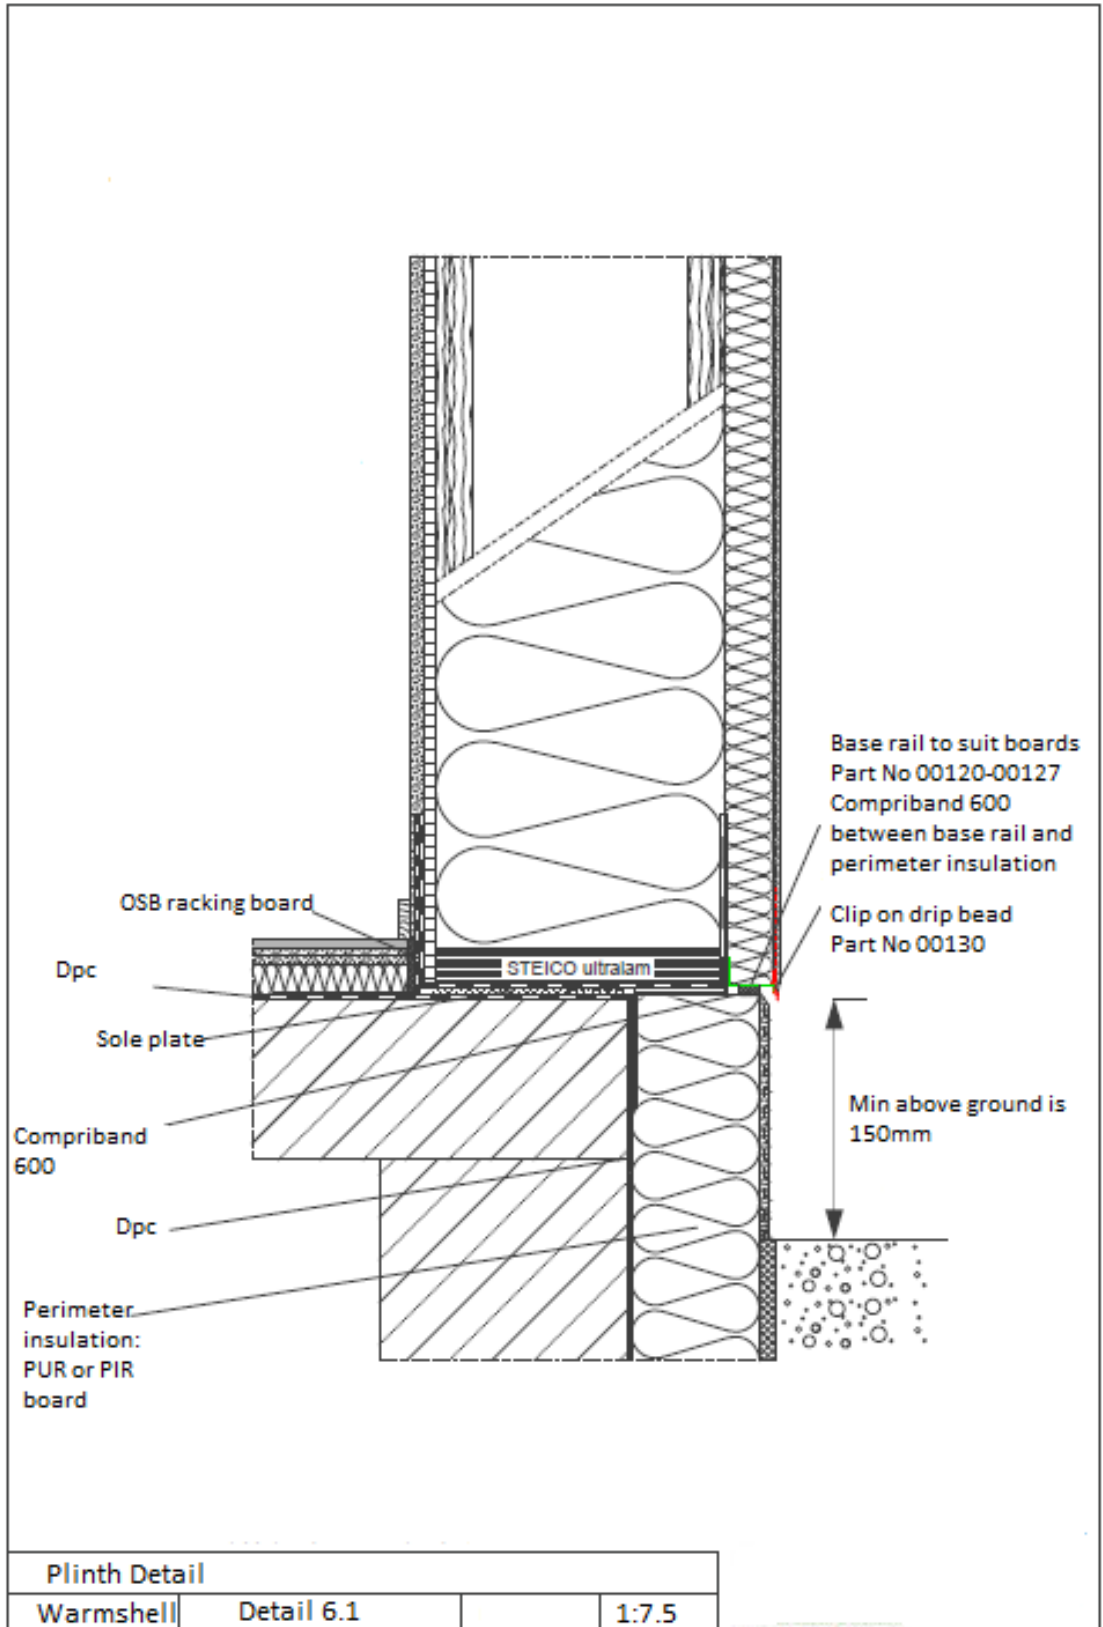 Base rail to suit boards
Part No 00120-00127
Compriband 600
between base rail and
perimeter insulation
OSB racking board
Clip on drip bead
Part No 00130
Dpc
STEICO ultralam
Sole plate
Min above ground is
150mm
Compriband
600
Dpc
Perimeter
insulation:
PUR or PIR
board
Plinth Detail
Warmshell
Detail 6.1
1:7.5